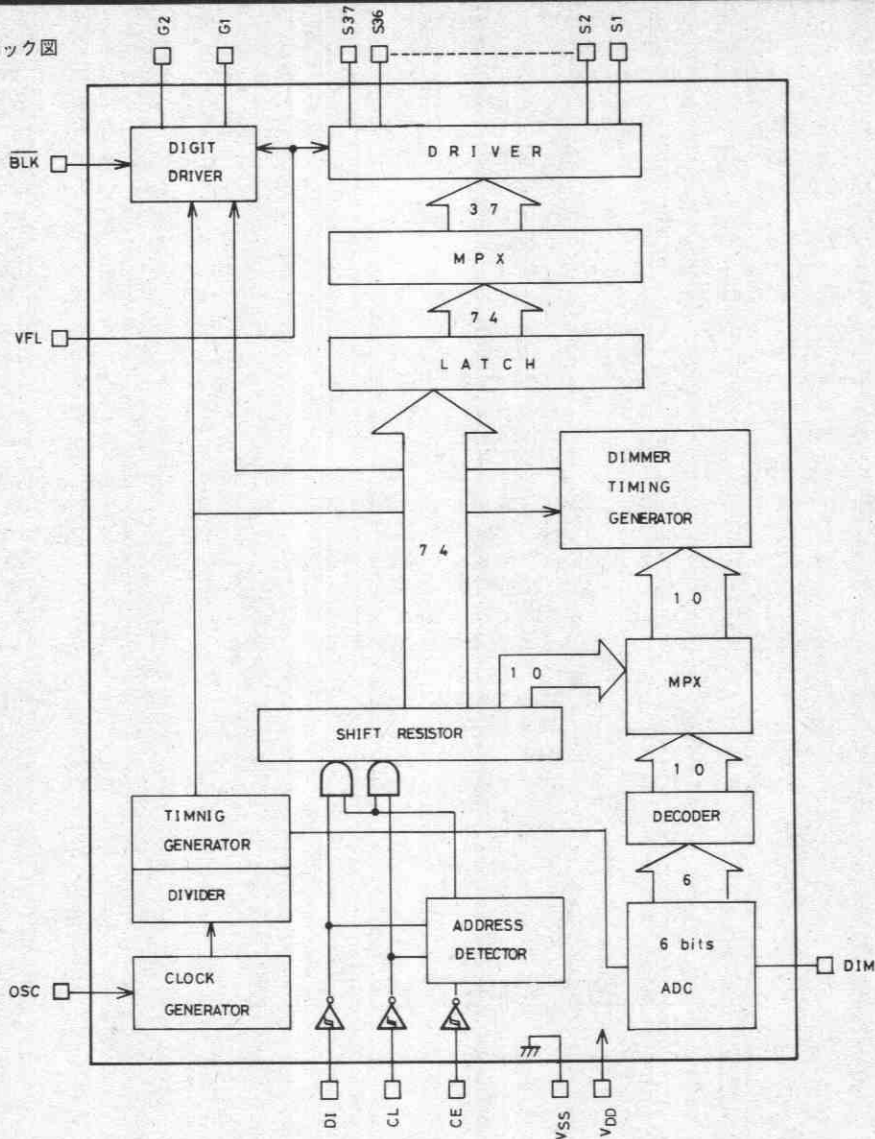 G2
G1
S37
S36
S2
S1
ック図
BLK
DIGIT
DRIVER
DRIVER
37
MPX
VFL
74
LATCH
DIMMER
TIMING
GENERATOR
74
10
10
MPX
SHIFT RESISTOR
10
TIMNIG
GENERATOR
DECODER
DIVIDER
6
ADDRESS
DETECTOR
6 bits
ADC
DIM
OSC
CLOCK
GENERATOR
DI
CL
CE
VSS
VDD